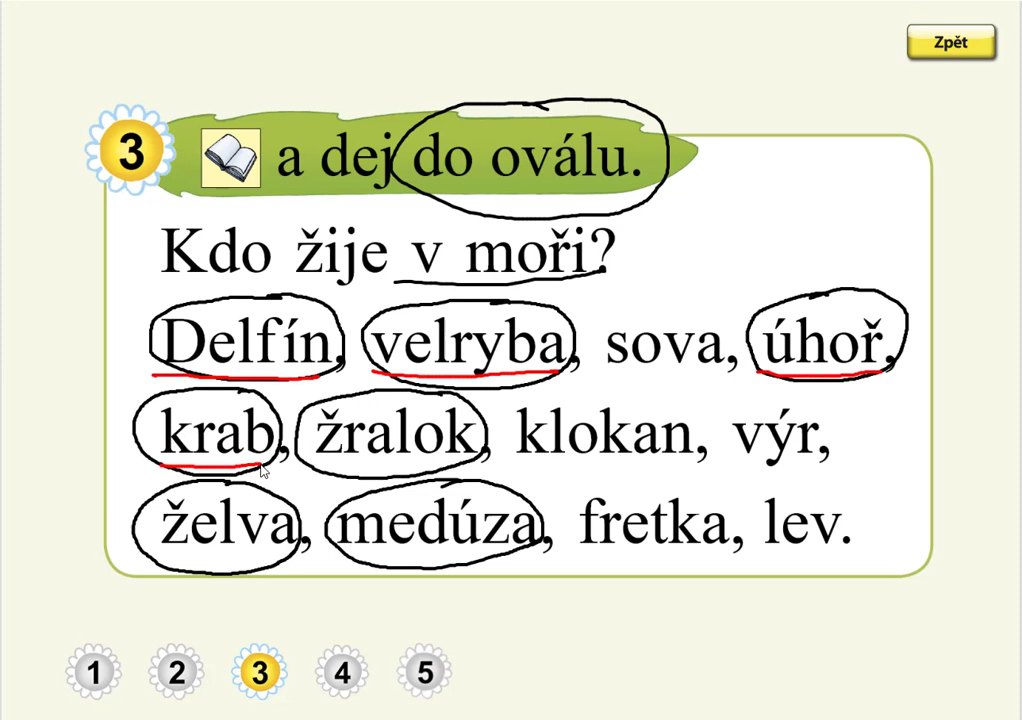 Zpět
3 a dej do oválu.
Kdo žije v moři?
Delfín, velryba, sova, úhoř,
krab, žralok, klokan, výr,
želva, medúza, fretka, lev.
1 2 3 4 5